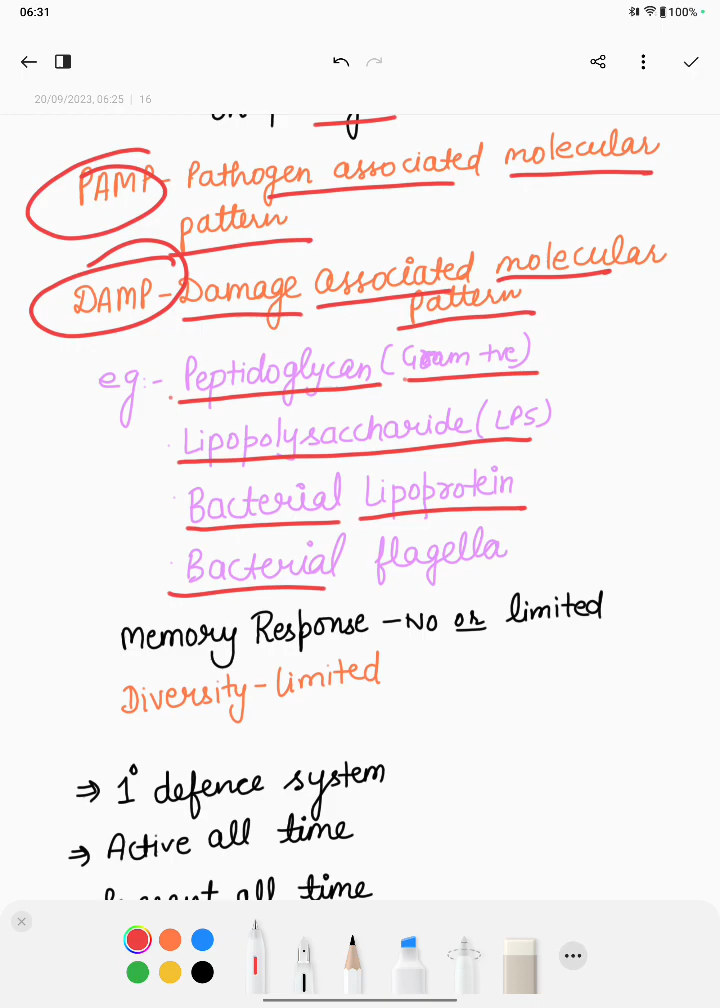 06:31
100%
20/09/2023, 06:25 | 16
PAMP- Pathogen associated molecular
pattern
DAMP- Damage associated molecular
pattern
eg:- Peptidoglycan (Gram +ve)
Lipopolysaccharide (LPS)
Bacterial Lipoprotein
Bacterial flagella
Memory Response - No or limited
Diversity - limited
⇒ 1° defence system
⇒ Active all time
all time